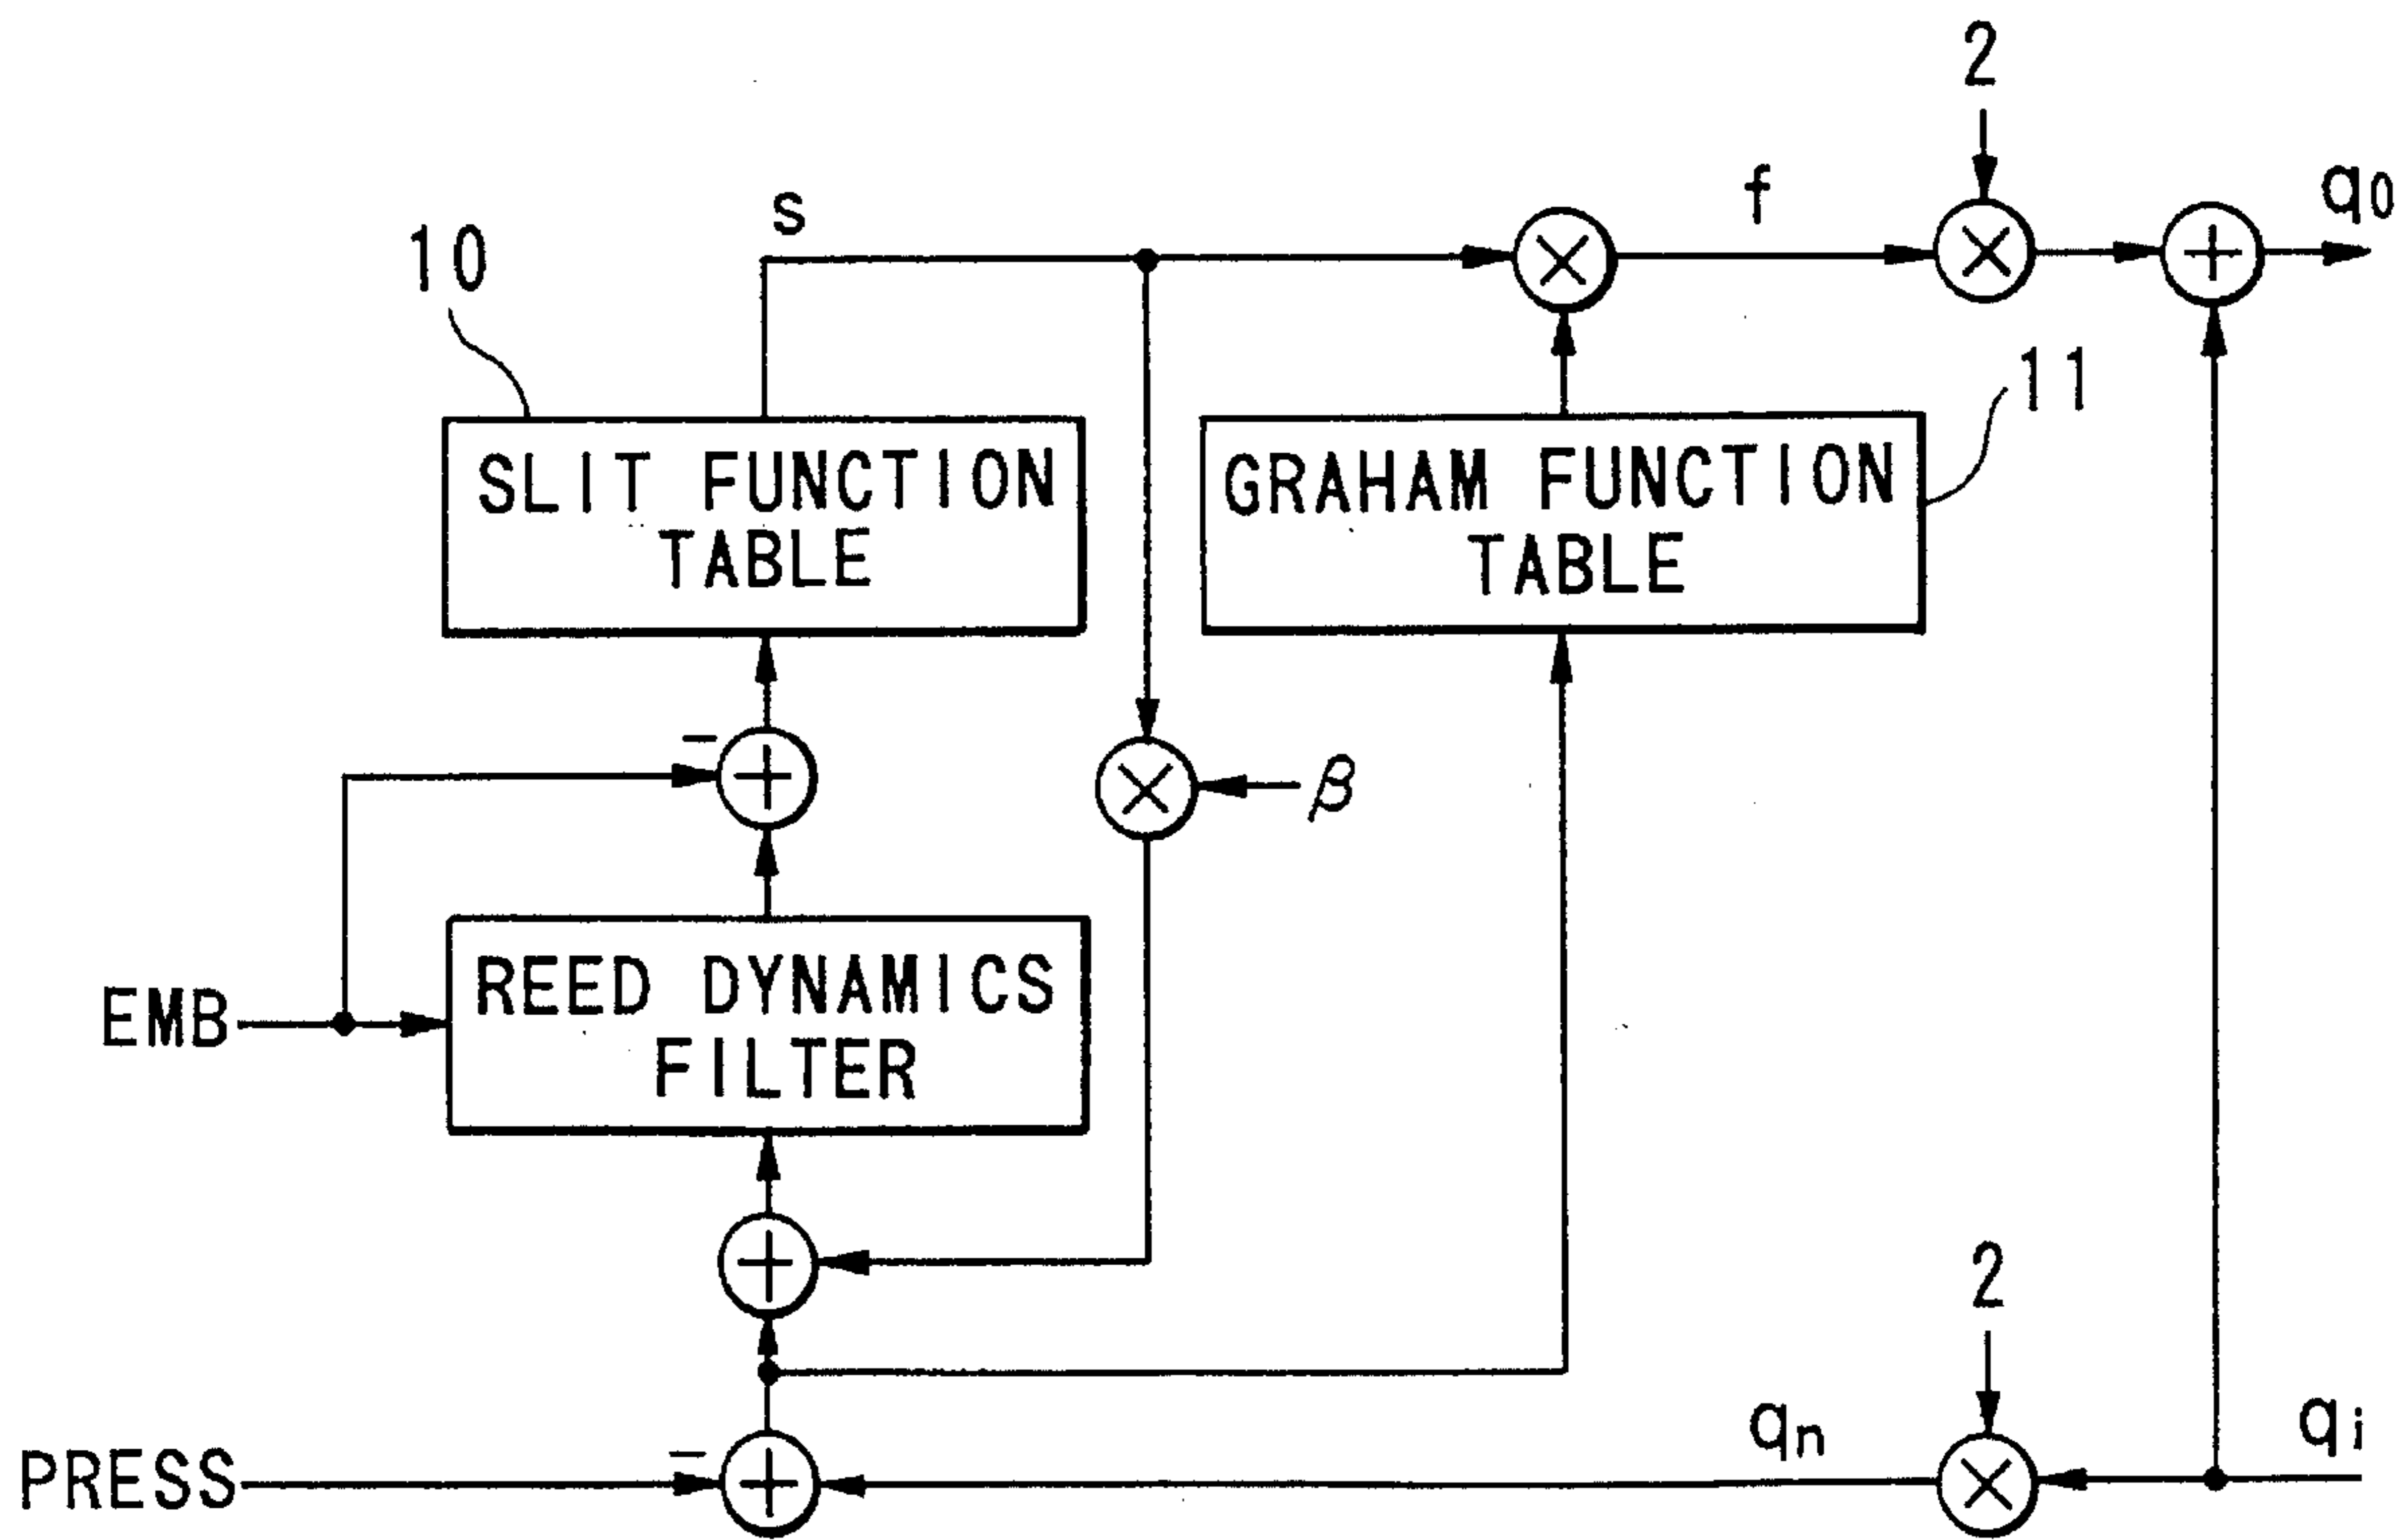 2
s
f
q0
10
11
SLIT FUNCTION
TABLE
GRAHAM FUNCTION
TABLE
−
β
REED DYNAMICS
FILTER
EMB
2
qn
qi
−
PRESS